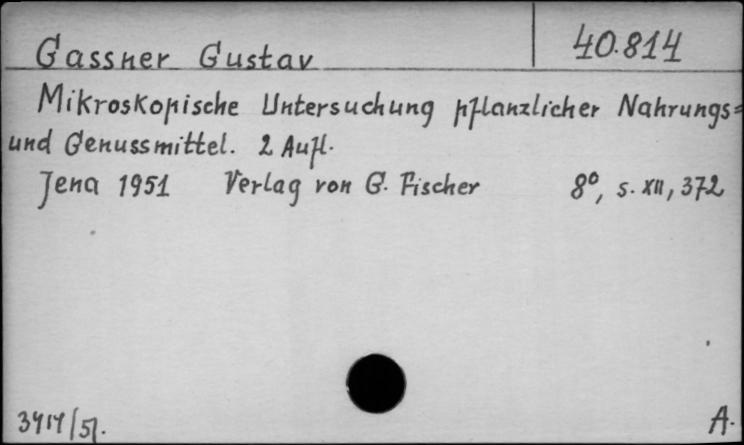 Gassner Gustav 40.814
Mikroskopische Untersuchung pflanzlicher Nahrungs=
und Genussmittel. 2 Aufl.
Jena 1951 Verlag von G. Fischer 8°, s. XII, 372
3414/51. A.